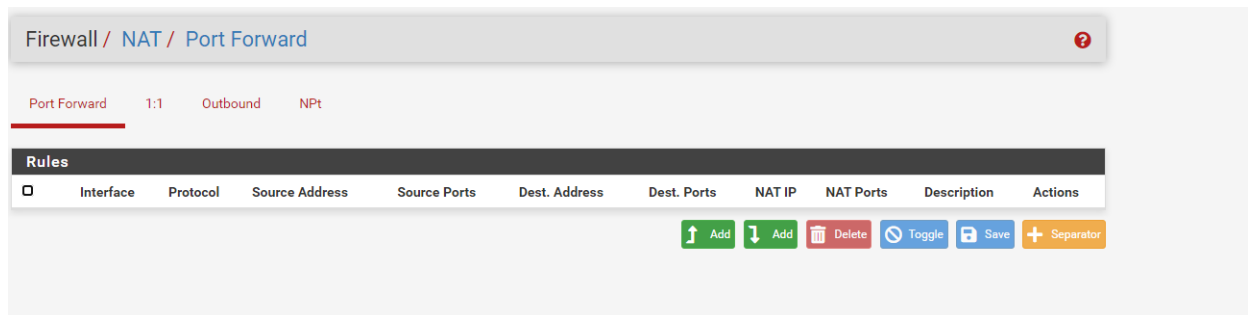 Firewall / NAT / Port Forward
Port Forward 1:1 Outbound NPt
Rules
Interface Protocol Source Address Source Ports Dest. Address Dest. Ports NAT IP NAT Ports Description Actions
Add Add Delete Toggle Save Separator